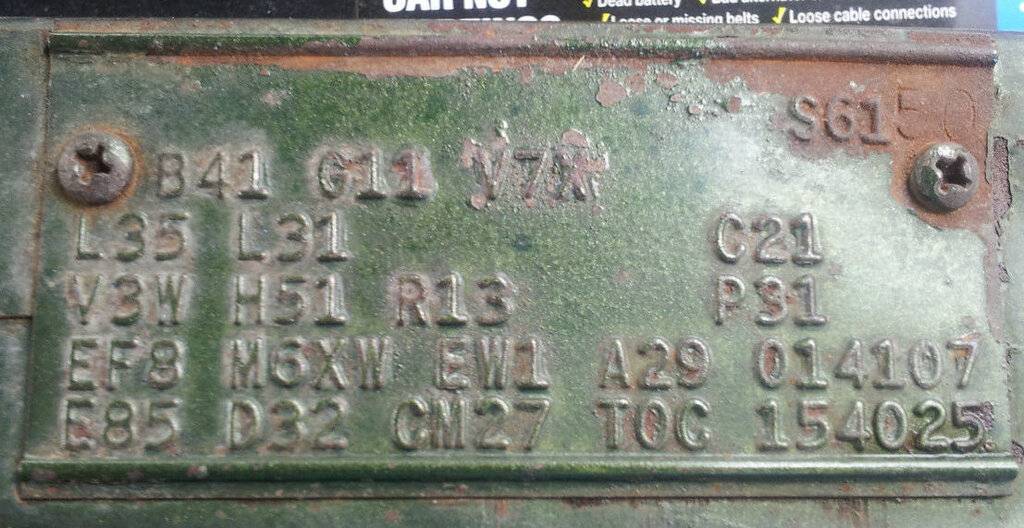 ✓ Dead battery
✓ Loose or missing belts ✓ Loose cable connections
S6150
B41 G11 V7X
L35 L31 C21
V3W H51 R13 P31
EF8 M6XW EW1 A29 014107
E85 D32 CM27 TOC 154025